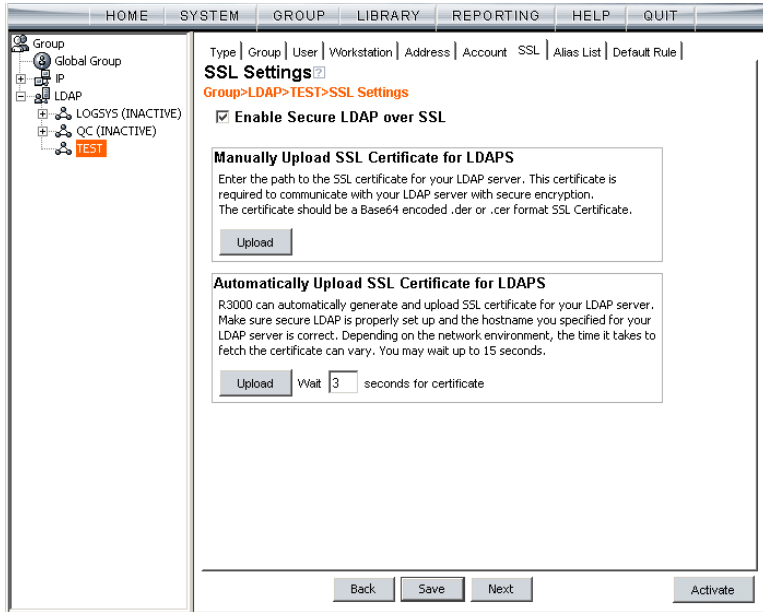 HOME SYSTEM GROUP LIBRARY REPORTING HELP QUIT
Group
Global Group
IP
LDAP
LOGSYS (INACTIVE)
QC (INACTIVE)
TEST
Type Group User Workstation Address Account SSL Alias List Default Rule
SSL Settings ?
Group>LDAP>TEST>SSL Settings
Enable Secure LDAP over SSL
Manually Upload SSL Certificate for LDAPS
Enter the path to the SSL certificate for your LDAP server. This certificate is
required to communicate with your LDAP server with secure encryption.
The certificate should be a Base64 encoded .der or .cer format SSL Certificate.
Upload
Automatically Upload SSL Certificate for LDAPS
R3000 can automatically generate and upload SSL certificate for your LDAP server.
Make sure secure LDAP is properly set up and the hostname you specified for your
LDAP server is correct. Depending on the network environment, the time it takes to
fetch the certificate can vary. You may wait up to 15 seconds.
Upload Wait 3 seconds for certificate
Back Save Next Activate